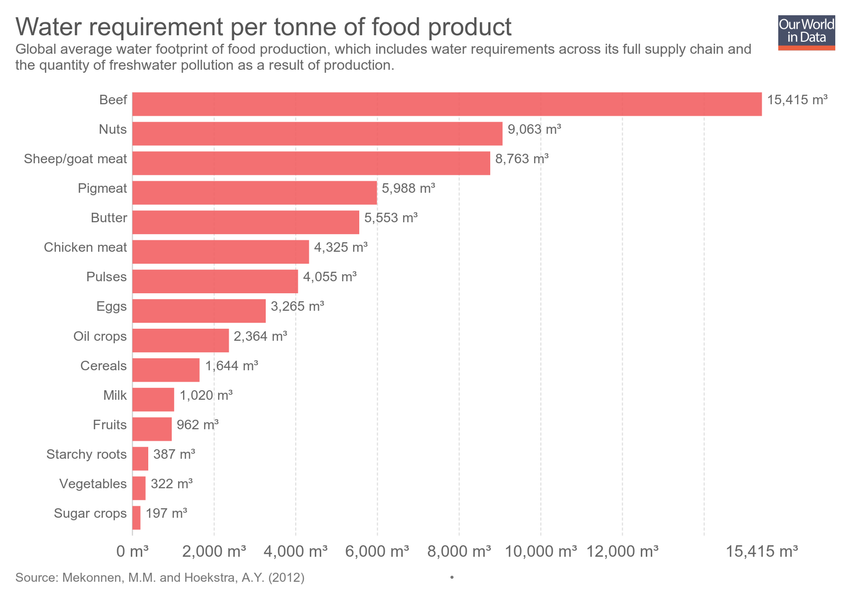 Water requirement per tonne of food product
Our World
in Data
Global average water footprint of food production, which includes water requirements across its full supply chain and
the quantity of freshwater pollution as a result of production.
Beef 15,415 m³
Nuts 9,063 m³
Sheep/goat meat 8,763 m³
Pigmeat 5,988 m³
Butter 5,553 m³
Chicken meat 4,325 m³
Pulses 4,055 m³
Eggs 3,265 m³
Oil crops 2,364 m³
Cereals 1,644 m³
Milk 1,020 m³
Fruits 962 m³
Starchy roots 387 m³
Vegetables 322 m³
Sugar crops 197 m³
0 m³ 2,000 m³ 4,000 m³ 6,000 m³ 8,000 m³ 10,000 m³ 12,000 m³ 15,415 m³
Source: Mekonnen, M.M. and Hoekstra, A.Y. (2012) •